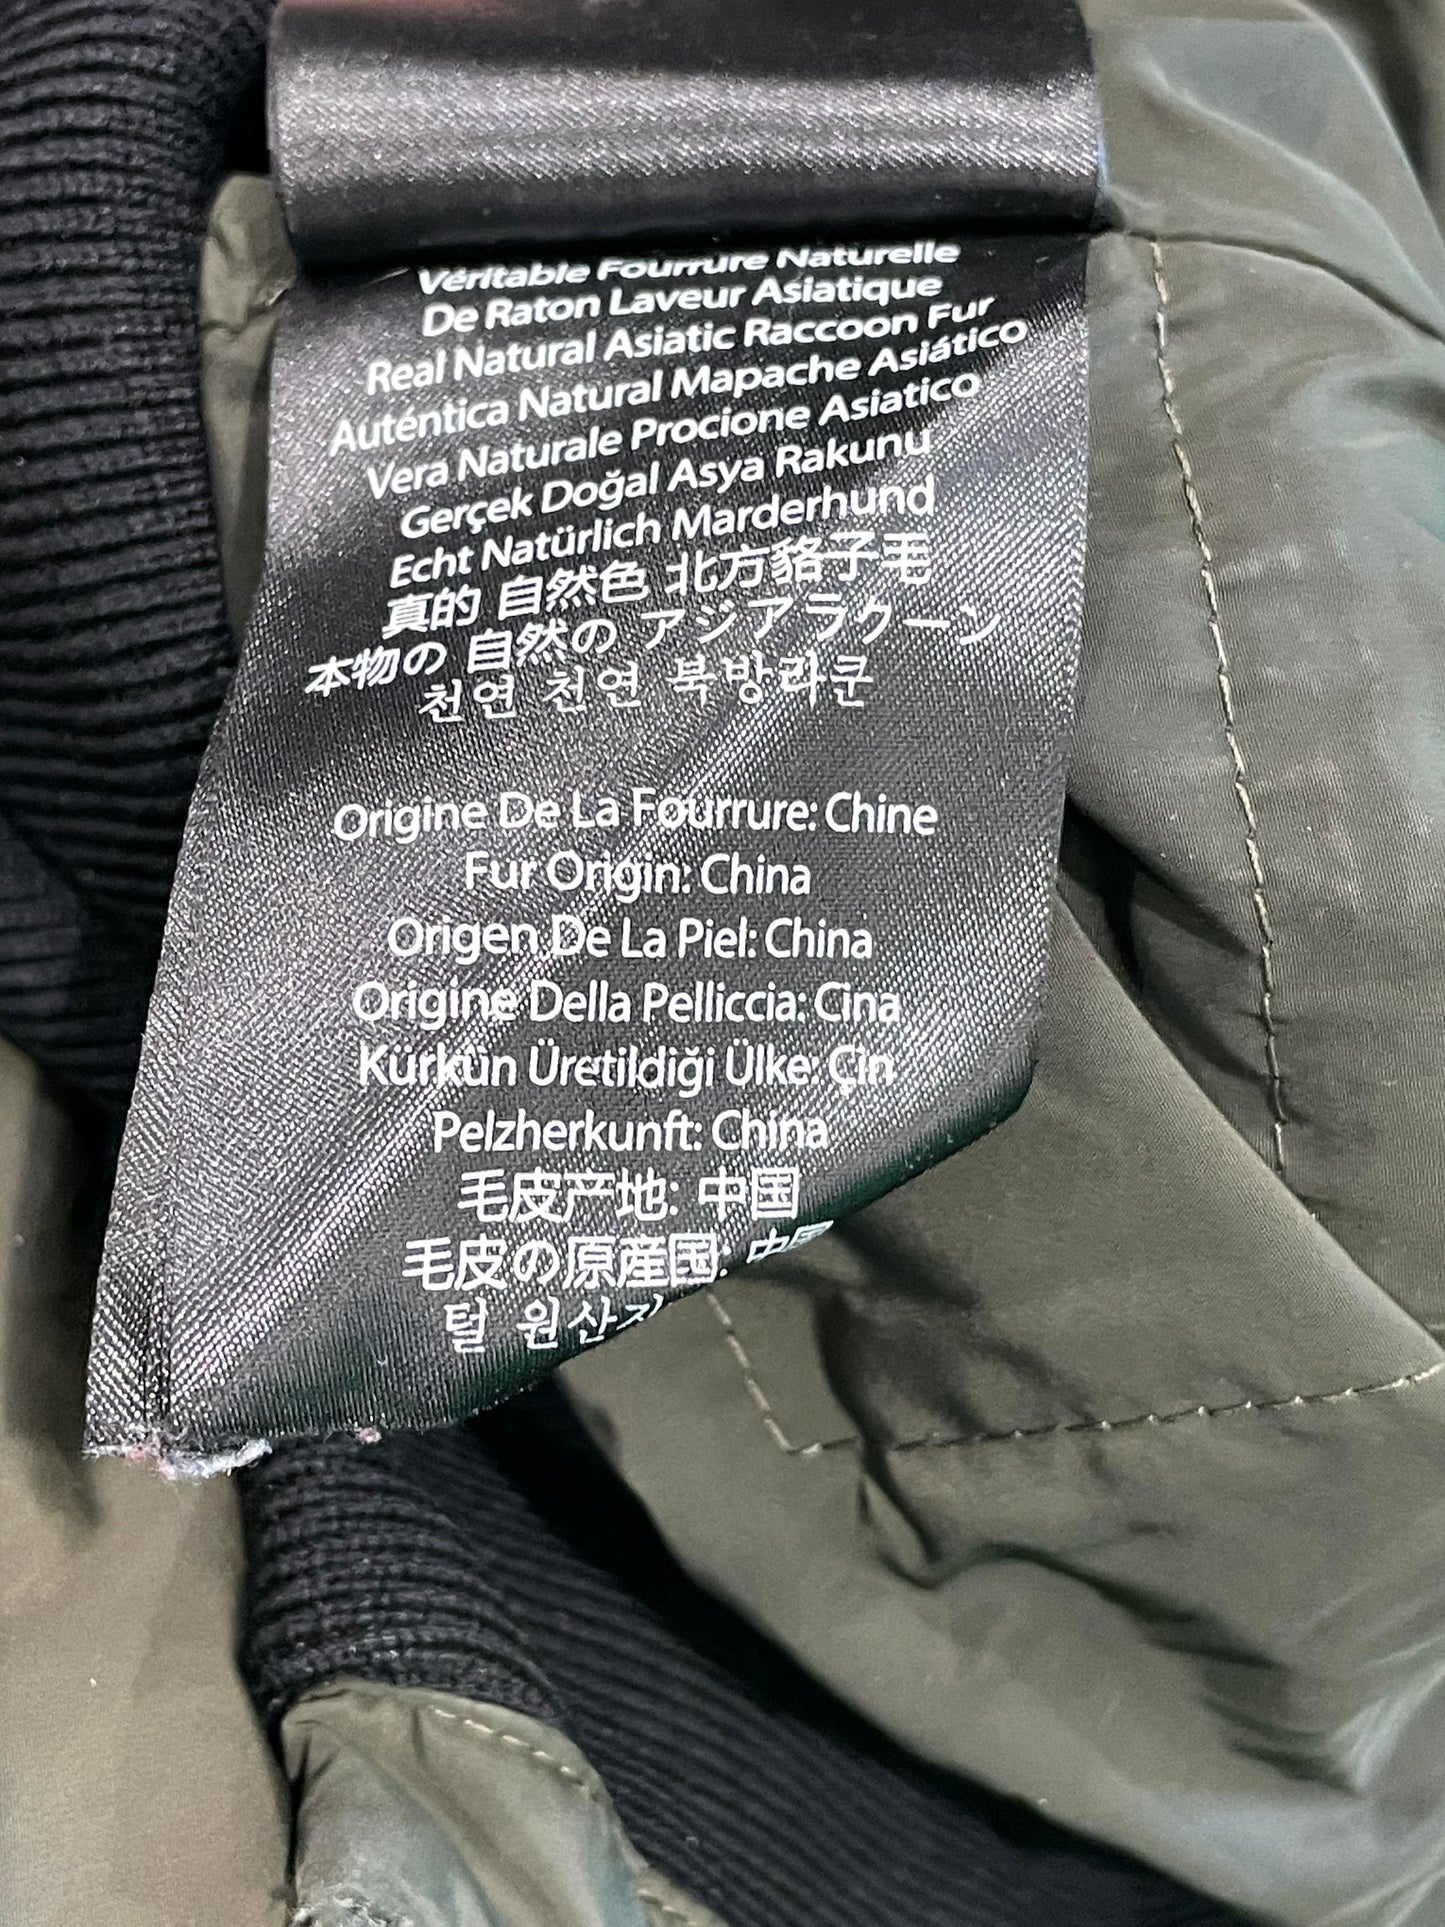 Véritable Fourrure Naturelle
De Raton Laveur Asiatique
Real Natural Asiatic Raccoon Fur
Auténtica Natural Mapache Asiático
Vera Naturale Procione Asiatico
Gerçek Doğal Asya Rakunu
Echt Natürlich Marderhund
真的 自然色 北方貉子毛
本物の 自然の アジアラクーン
천연 천연 북방라쿤
Origine De La Fourrure: Chine
Fur Origin: China
Origen De La Piel: China
Origine Della Pelliccia: Cina
Kürkün Üretildiği Ülke: Çin
Pelzherkunft: China
毛皮产地: 中国
毛皮の原産国: 中国
털 원산지